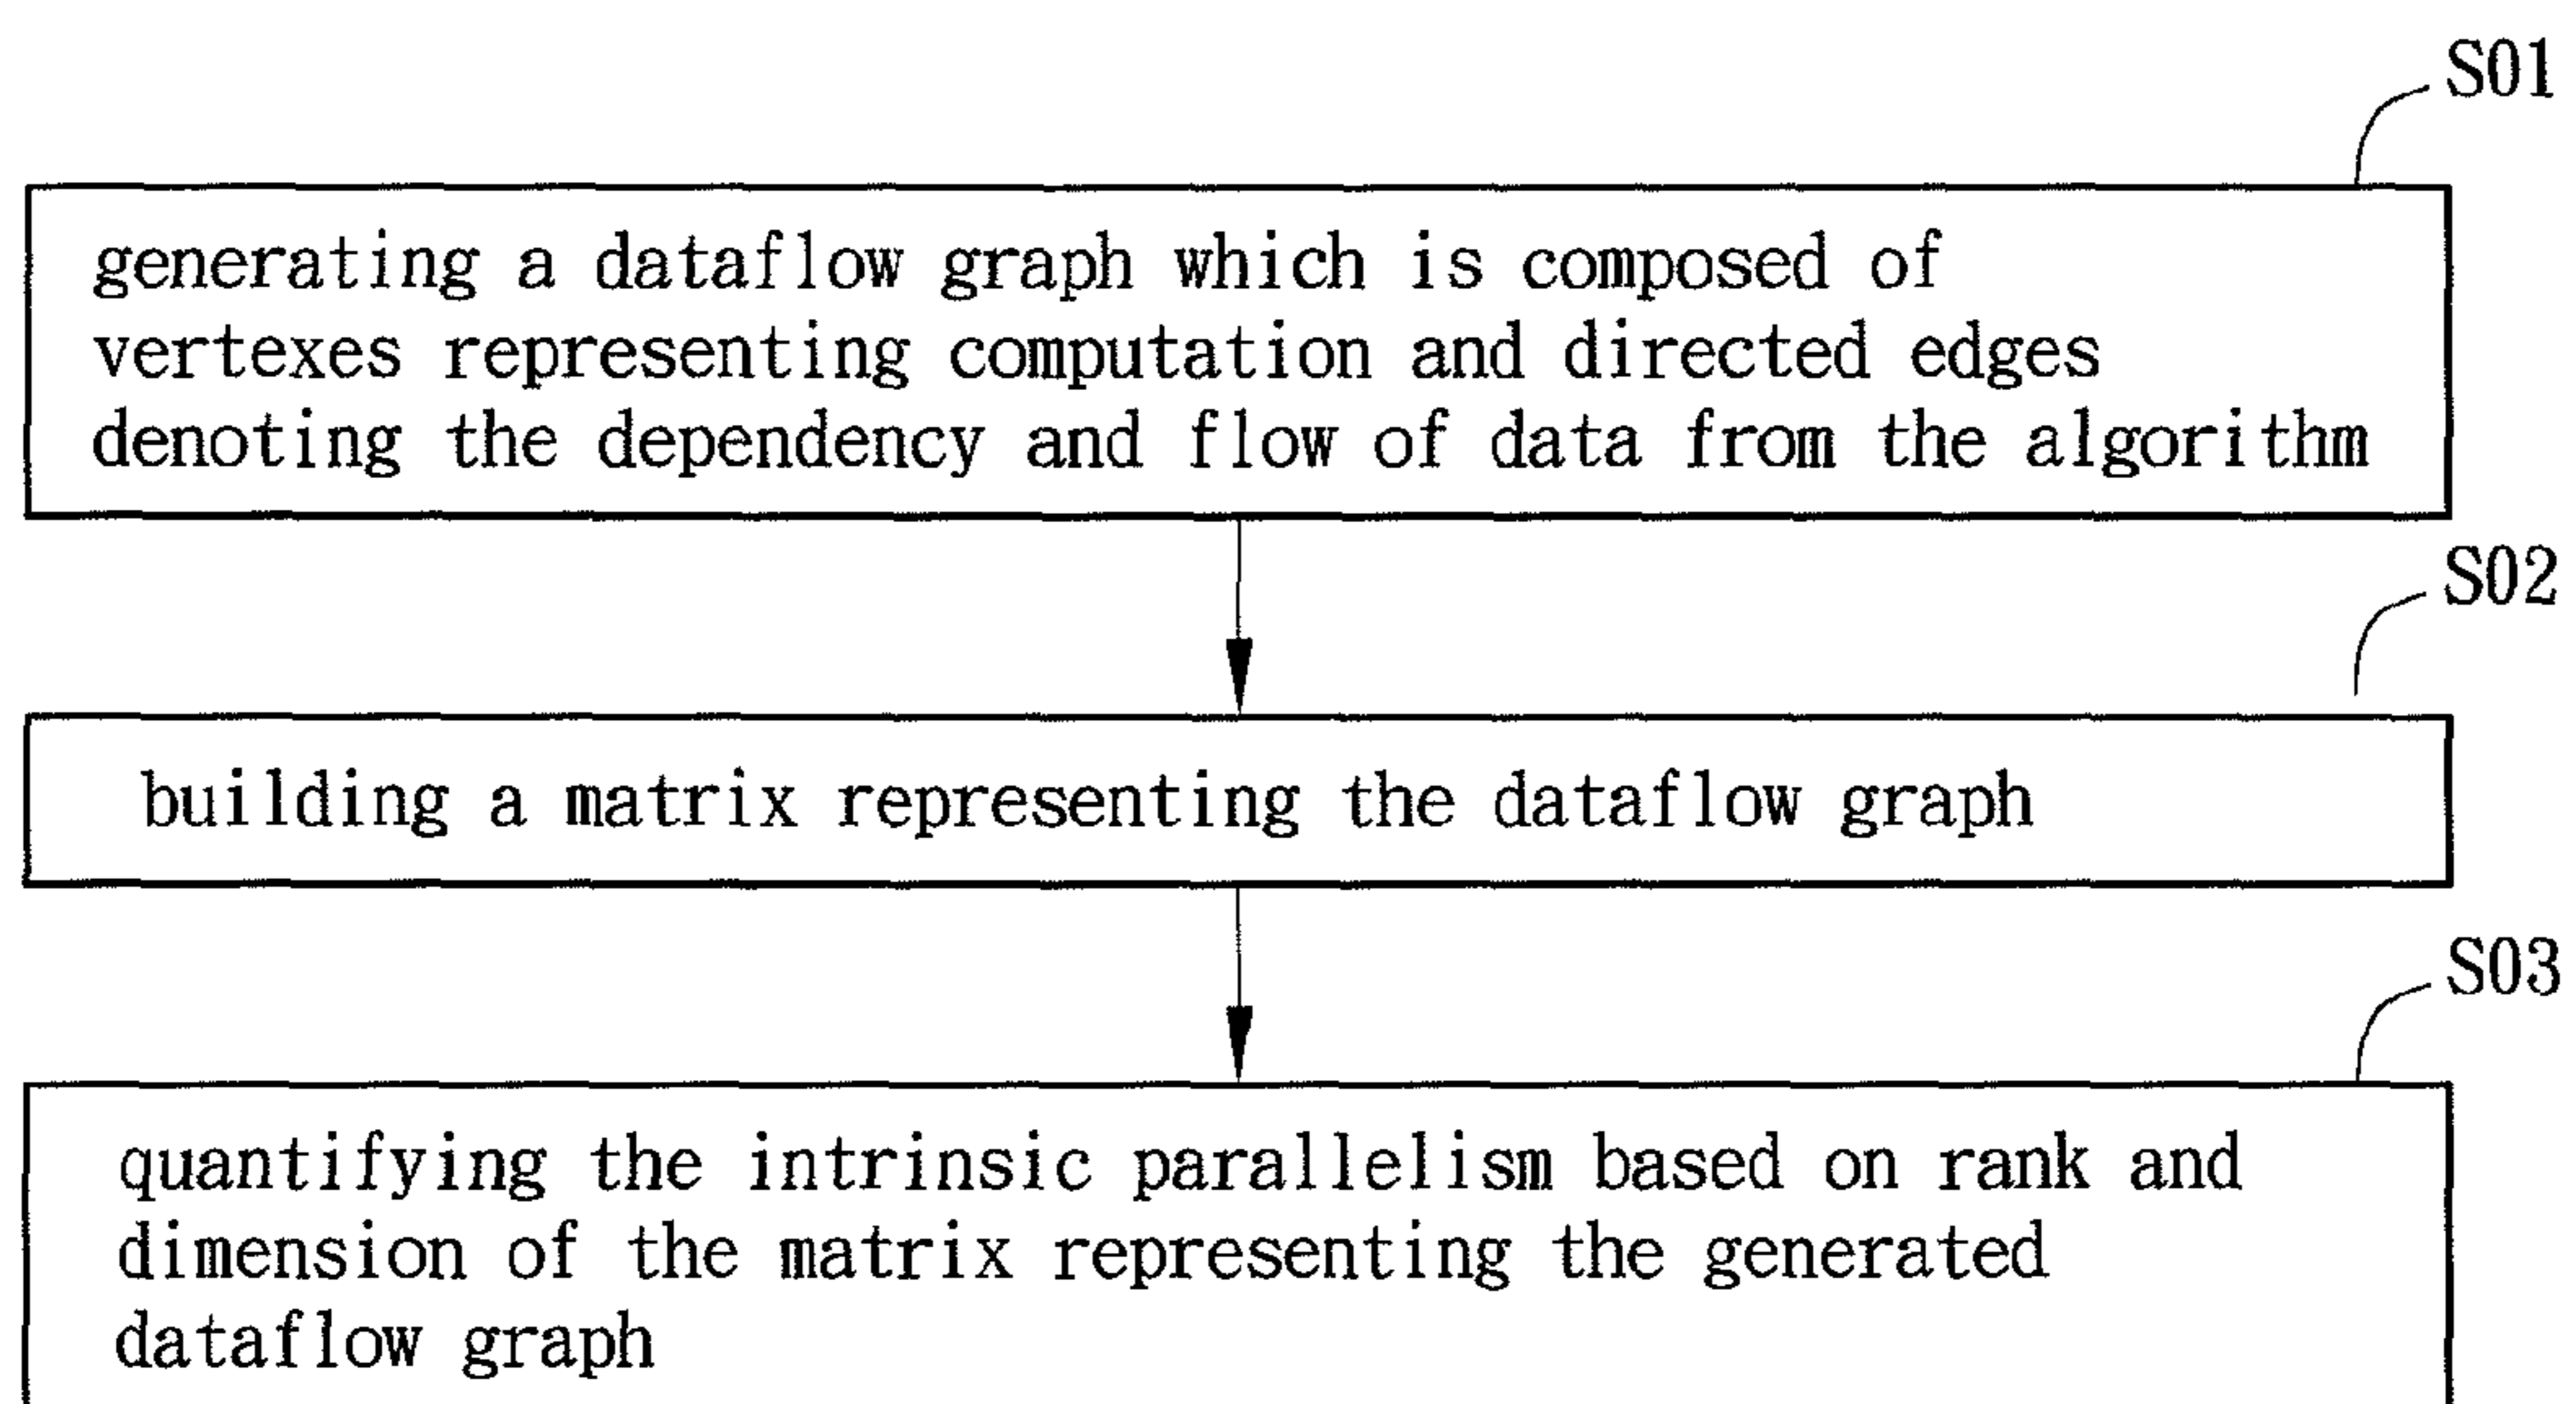 S01
generating a dataflow graph which is composed of
vertexes representing computation and directed edges
denoting the dependency and flow of data from the algorithm
S02
building a matrix representing the dataflow graph
S03
quantifying the intrinsic parallelism based on rank and
dimension of the matrix representing the generated
dataflow graph